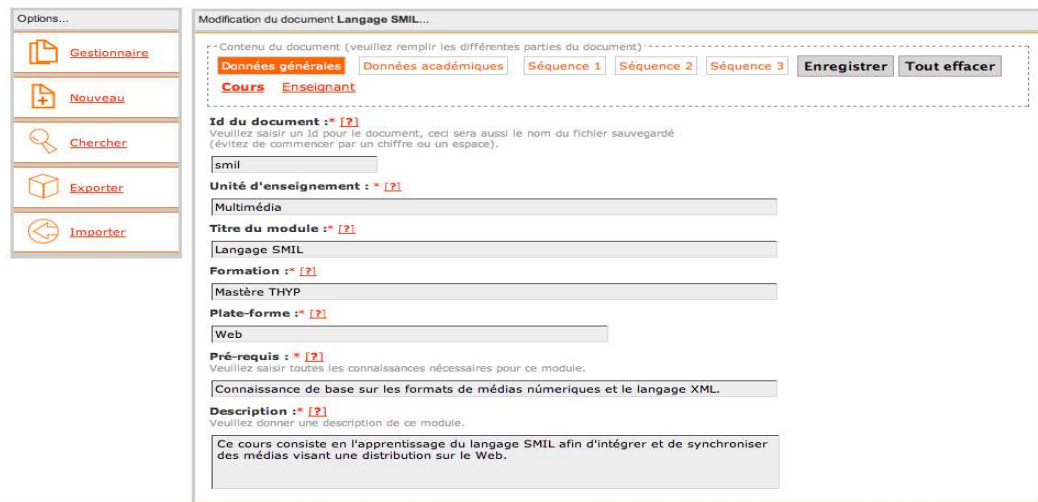 Options...
Gestionnaire
Nouveau
Chercher
Exporter
Importer
Modification du document Langage SMIL...
Contenu du document (veuillez remplir les différentes parties du document)
Données générales Données académiques Séquence 1 Séquence 2 Séquence 3 Enregistrer Tout effacer
Cours Enseignant
Id du document :* [?]
Veuillez saisir un Id pour le document, ceci sera aussi le nom du fichier sauvegardé
(évitez de commencer par un chiffre ou un espace).
smil
Unité d'enseignement : * [?]
Multimédia
Titre du module :* [?]
Langage SMIL
Formation :* [?]
Mastère THYP
Plate-forme :* [?]
Web
Pré-requis : * [?]
Veuillez saisir toutes les connaissances nécessaires pour ce module.
Connaissance de base sur les formats de médias númeriques et le langage XML.
Description :* [?]
Veuillez donner une description de ce module.
Ce cours consiste en l'apprentissage du langage SMIL afin d'intégrer et de synchroniser
des médias visant une distribution sur le Web.